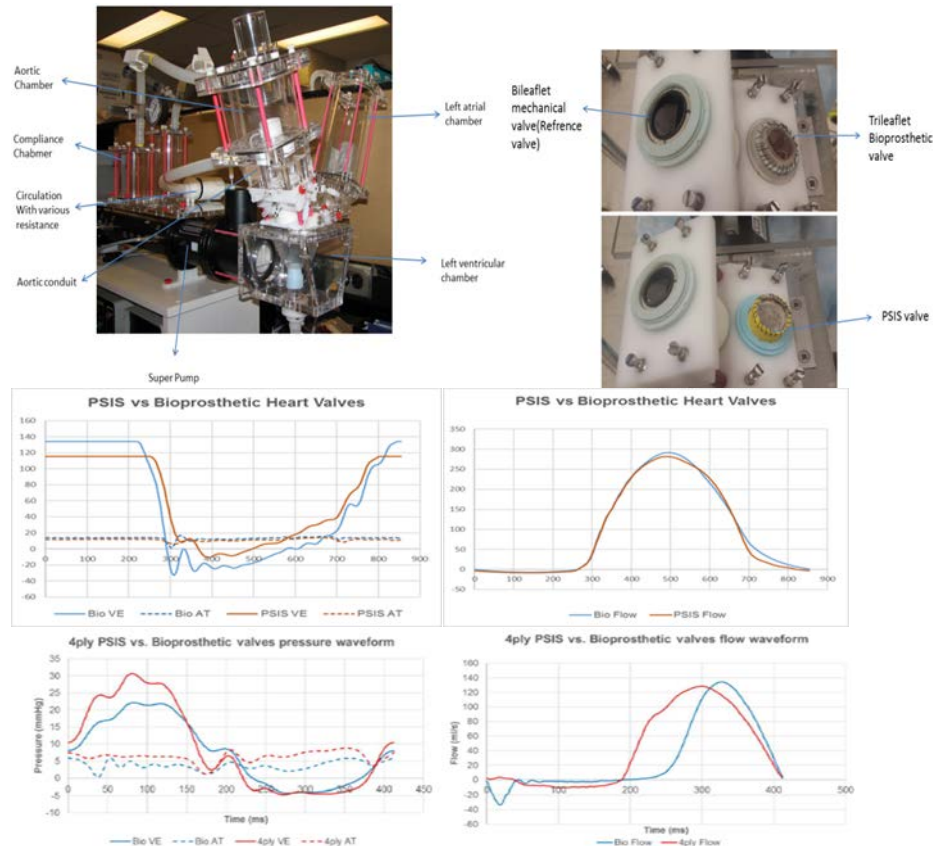 Aortic
Chamber
Compliance
Chabmer
Circulation
With various
resistance
Aortic conduit
Super Pump
Left atrial
chamber
Left ventricular
chamber
Bileaflet
mechanical
valve(Refrence
valve)
Trileaflet
Bioprosthetic
valve
PSIS valve
PSIS vs Bioprosthetic Heart Valves
160
140
120
100
80
60
40
20
0
-20
-40
-60
0 100 200 300 400 500 600 700 800 900
Bio VE Bio AT PSIS VE PSIS AT
PSIS vs Bioprosthetic Heart Valves
350
300
250
200
150
100
50
0
-50
0 100 200 300 400 500 600 700 800 900
Bio Flow PSIS Flow
4ply PSIS vs. Bioprosthetic valves pressure waveform
Pressure (mmHg)
35
30
25
20
15
10
5
0
-5
-10
0 50 100 150 200 250 300 350 400 450
Time (ms)
Bio VE Bio AT 4ply VE 4ply AT
4ply PSIS vs. Bioprosthetic valves flow waveform
Flow (ml/s)
160
140
120
100
80
60
40
20
0
-20
-40
-60
0 100 200 300 400 500
Time (ms)
Bio Flow 4ply Flow